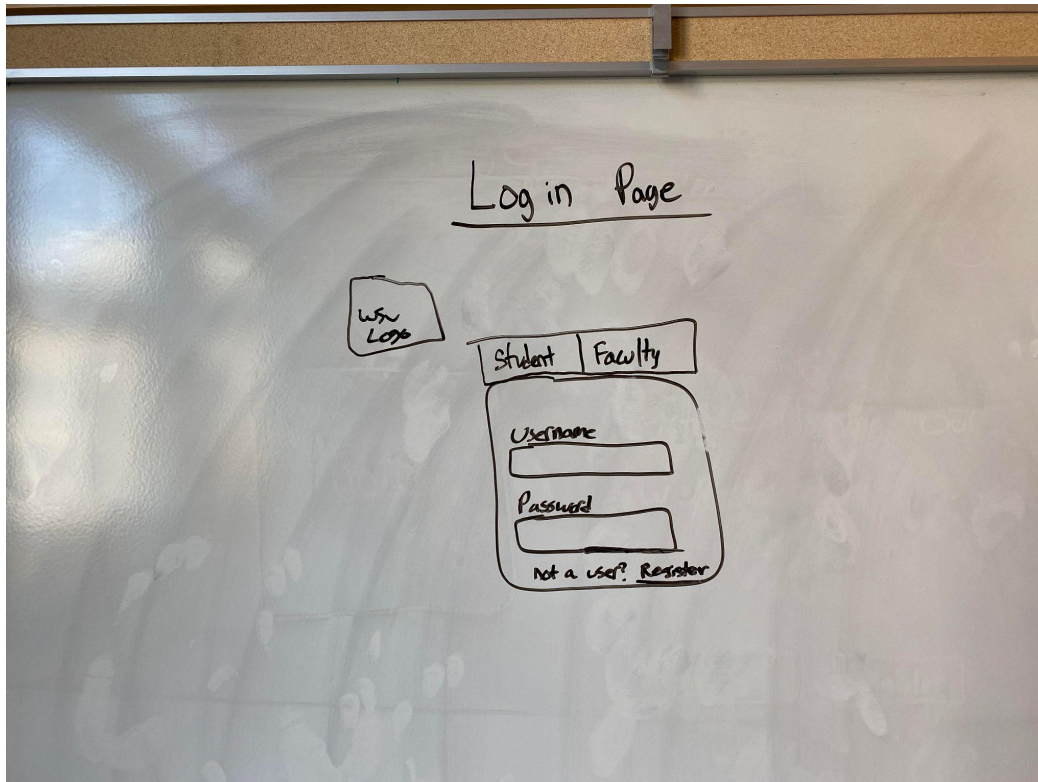 Log in Page
WSU
Logo
Student Faculty
Username
Password
not a user? Register